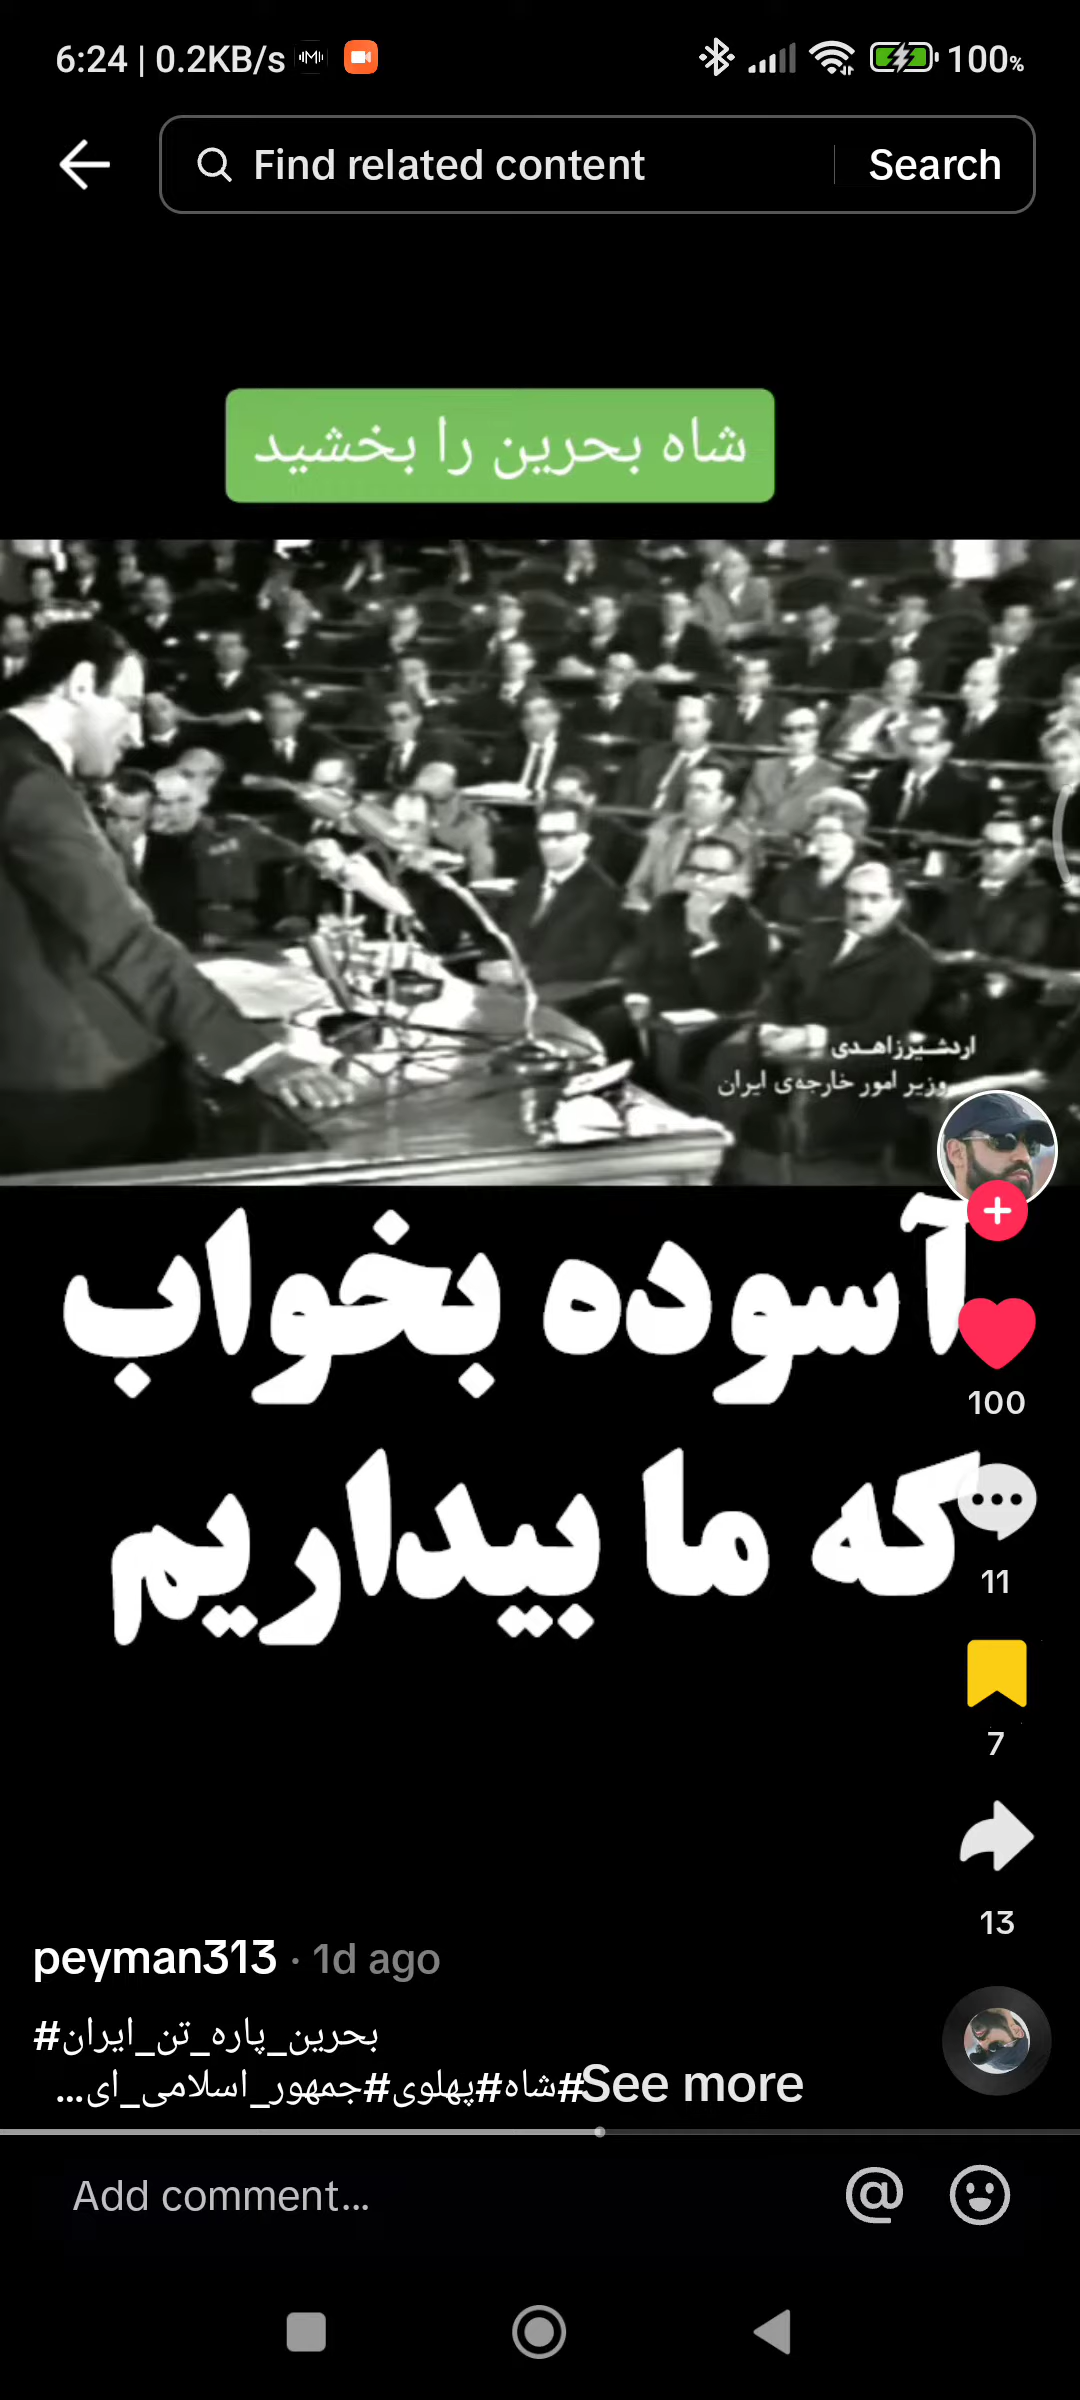 6:24 | 0.2KB/s
100%
Find related content
Search
شاه بحرین را بخشید
اردشیرزاهدی
وزیر امور خارجه‌ی ایران
آسوده بخواب
100
که ما بیداریم
11
7
13
peyman313 · 1d ago
#بحرین_پاره_تن_ایران
#شاه#پهلوی#جمهور_اسلامی_ای... See more
Add comment...